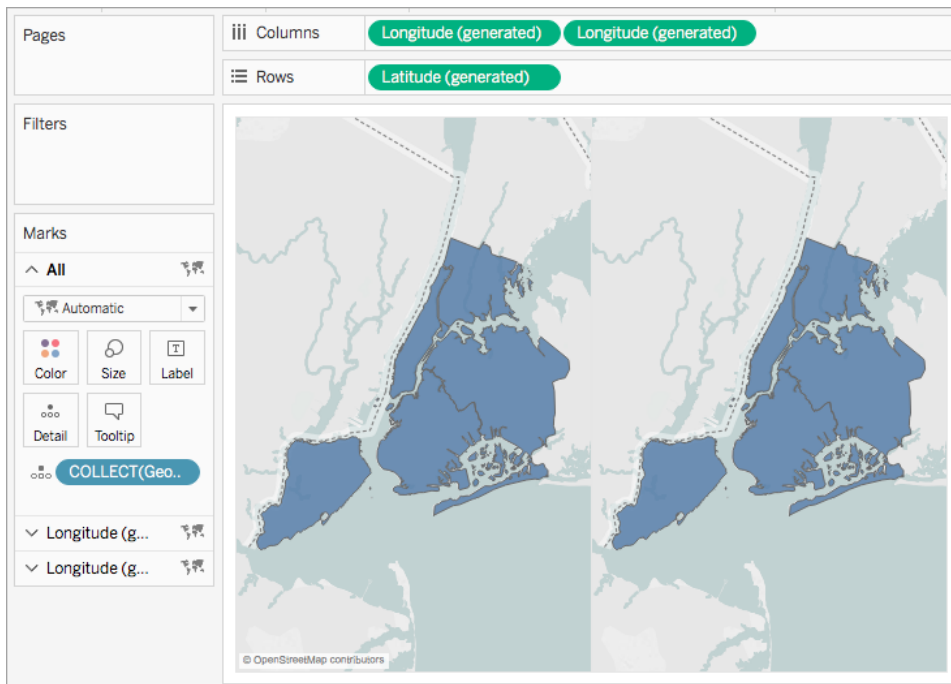 Pages
Columns
Longitude (generated) Longitude (generated)
Rows
Latitude (generated)
Filters
Marks
All
Automatic
Color Size Label
T
Detail Tooltip
COLLECT(Geo..
Longitude (g...
Longitude (g...
© OpenStreetMap contributors